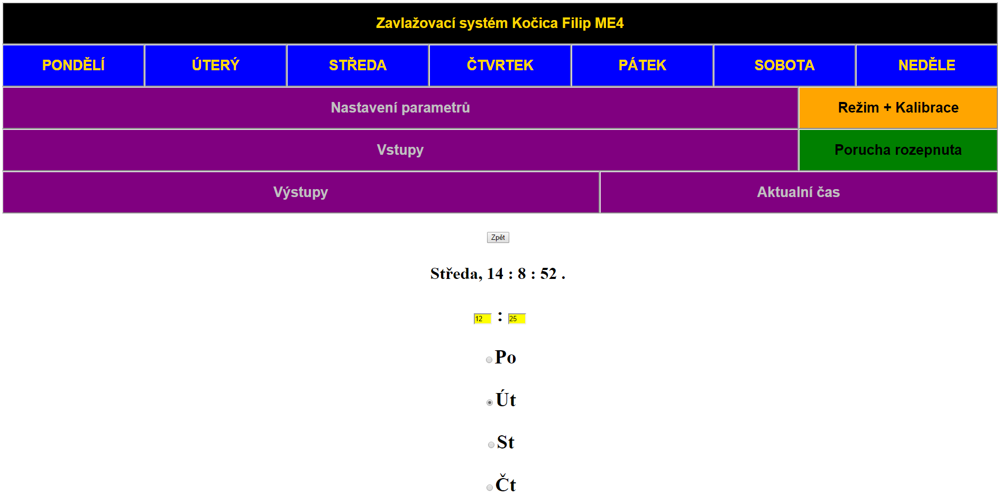 Zavlažovací systém Kočica Filip ME4
PONDĚLÍ ÚTERÝ STŘEDA ČTVRTEK PÁTEK SOBOTA NEDĚLE
Nastavení parametrů Režim + Kalibrace
Vstupy Porucha rozepnuta
Výstupy Aktualní čas
Zpět
Středa, 14 : 8 : 52 .
12 : 25
Po
Út
St
Čt